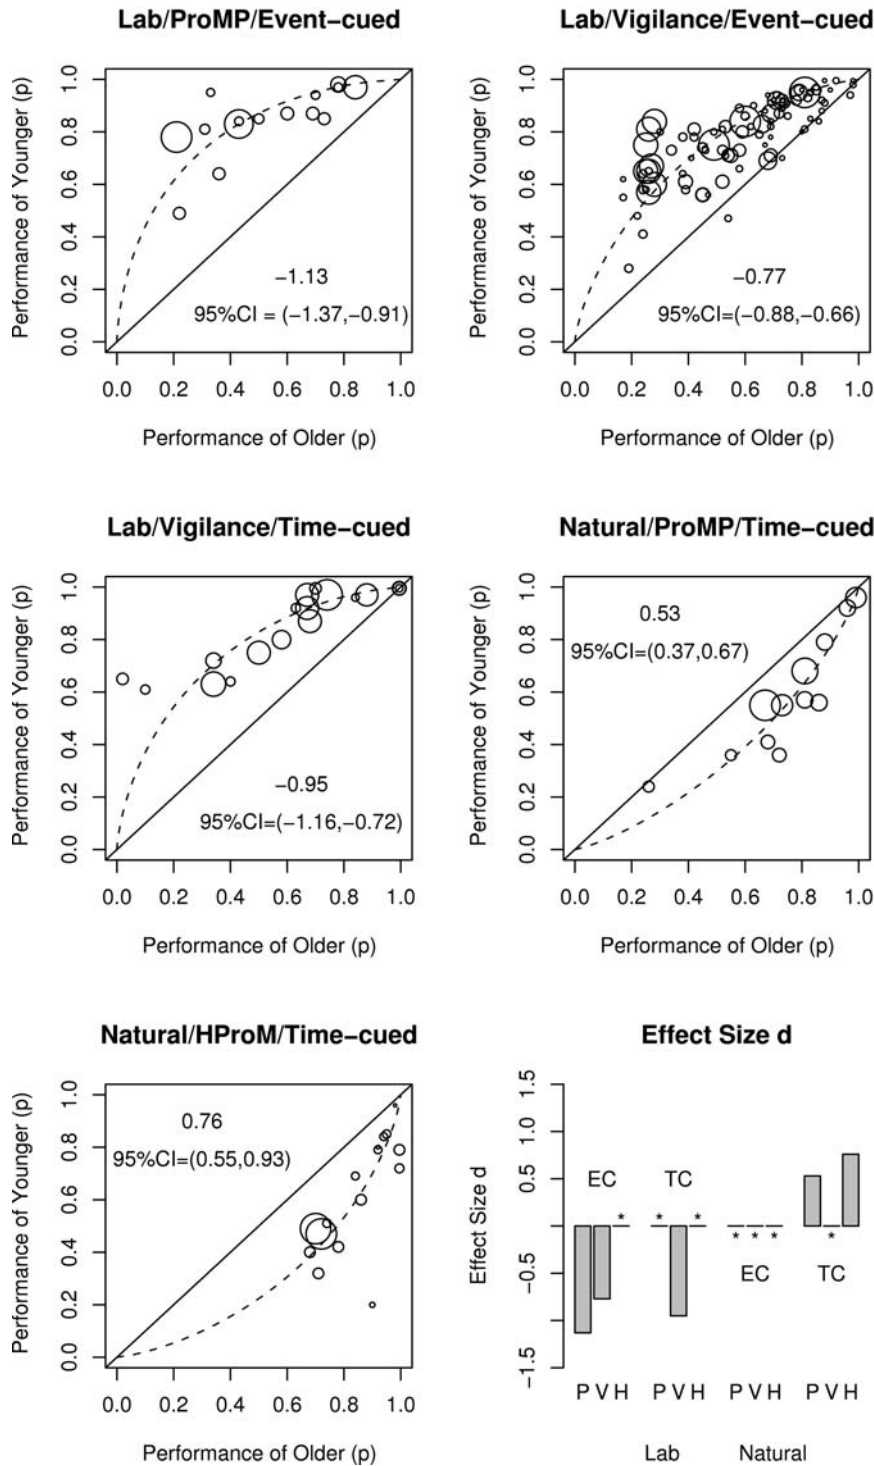 Lab/ProMP/Event−cued
Performance of Younger (p)
0.0 0.2 0.4 0.6 0.8 1.0
−1.13
95%CI = (−1.37,−0.91)
0.0 0.2 0.4 0.6 0.8 1.0
Performance of Older (p)
Lab/Vigilance/Event−cued
Performance of Younger (p)
0.0 0.2 0.4 0.6 0.8 1.0
−0.77
95%CI=(−0.88,−0.66)
0.0 0.2 0.4 0.6 0.8 1.0
Performance of Older (p)
Lab/Vigilance/Time−cued
Performance of Younger (p)
0.0 0.2 0.4 0.6 0.8 1.0
−0.95
95%CI=(−1.16,−0.72)
0.0 0.2 0.4 0.6 0.8 1.0
Performance of Older (p)
Natural/ProMP/Time−cued
Performance of Younger (p)
0.0 0.2 0.4 0.6 0.8 1.0
0.53
95%CI=(0.37,0.67)
0.0 0.2 0.4 0.6 0.8 1.0
Performance of Older (p)
Natural/HProM/Time−cued
Performance of Younger (p)
0.0 0.2 0.4 0.6 0.8 1.0
0.76
95%CI=(0.55,0.93)
0.0 0.2 0.4 0.6 0.8 1.0
Performance of Older (p)
Effect Size d
Effect Size d
−1.5 −0.5 0.5 1.5
EC TC
* * *
* * * *
EC TC
P V H P V H P V H P V H
Lab Natural